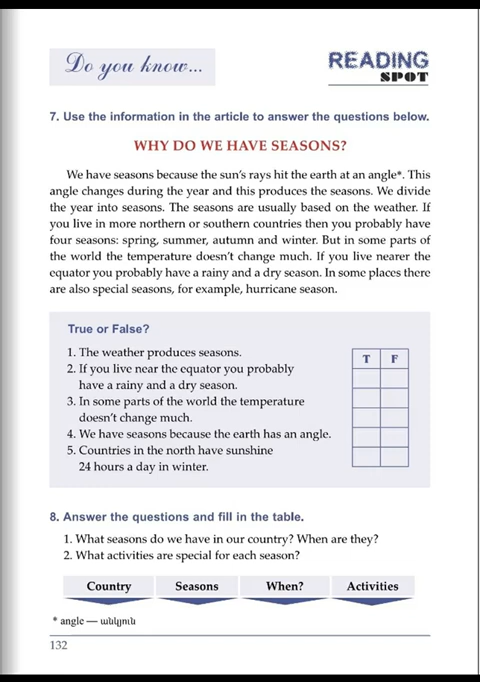 Do you know...
READING
SPOT
7. Use the information in the article to answer the questions below.
WHY DO WE HAVE SEASONS?
We have seasons because the sun's rays hit the earth at an angle*. This
angle changes during the year and this produces the seasons. We divide
the year into seasons. The seasons are usually based on the weather. If
you live in more northern or southern countries then you probably have
four seasons: spring, summer, autumn and winter. But in some parts of
the world the temperature doesn't change much. If you live nearer the
equator you probably have a rainy and a dry season. In some places there
are also special seasons, for example, hurricane season.
True or False?
T F
1. The weather produces seasons.
2. If you live near the equator you probably
have a rainy and a dry season.
3. In some parts of the world the temperature
doesn't change much.
4. We have seasons because the earth has an angle.
5. Countries in the north have sunshine
24 hours a day in winter.
8. Answer the questions and fill in the table.
1. What seasons do we have in our country? When are they?
2. What activities are special for each season?
Country Seasons When? Activities
* angle — անկյուն
132